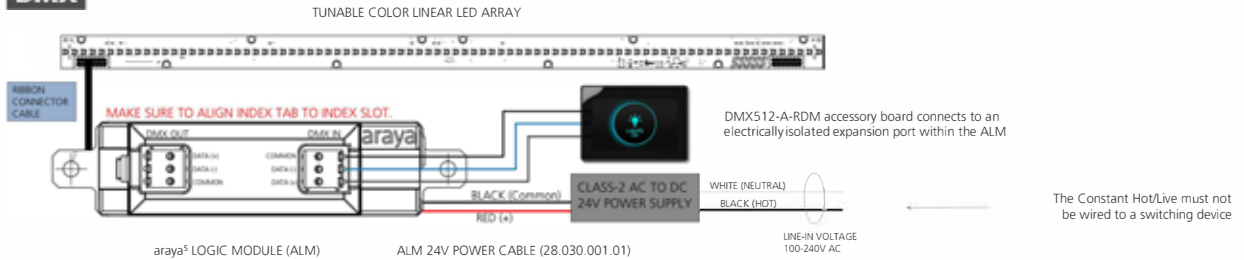 DMX
TUNABLE COLOR LINEAR LED ARRAY
RIBBON
CONNECTOR
CABLE
MAKE SURE TO ALIGN INDEX TAB TO INDEX SLOT.
DMX OUT
DMX IN
araya
DATA (+)
DATA (-)
COMMON
COMMON
DATA (-)
DATA (+)
DMX512-A-RDM accessory board connects to an
electrically isolated expansion port within the ALM
BLACK (Common)
RED (+)
CLASS-2 AC TO DC
24V POWER SUPPLY
WHITE (NEUTRAL)
BLACK (HOT)
LINE-IN VOLTAGE
100-240V AC
The Constant Hot/Live must not
be wired to a switching device
araya⁵ LOGIC MODULE (ALM)
ALM 24V POWER CABLE (28.030.001.01)